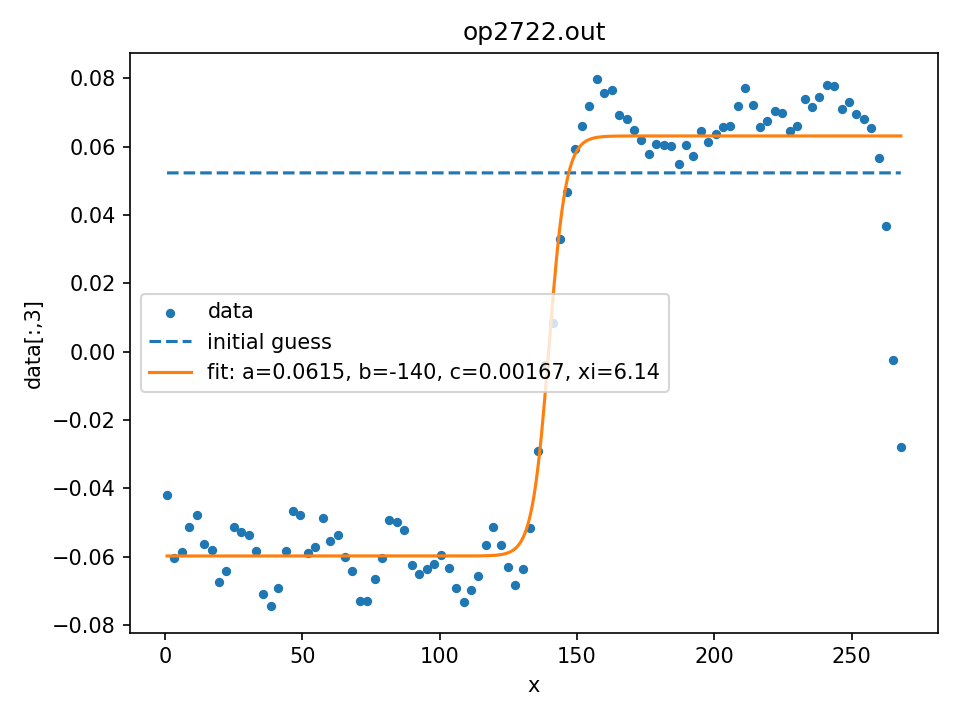 op2722.out
0.08
0.06
0.04
0.02
0.00
−0.02
−0.04
−0.06
−0.08
data[:,3]
data
initial guess
fit: a=0.0615, b=-140, c=0.00167, xi=6.14
0 50 100 150 200 250
x